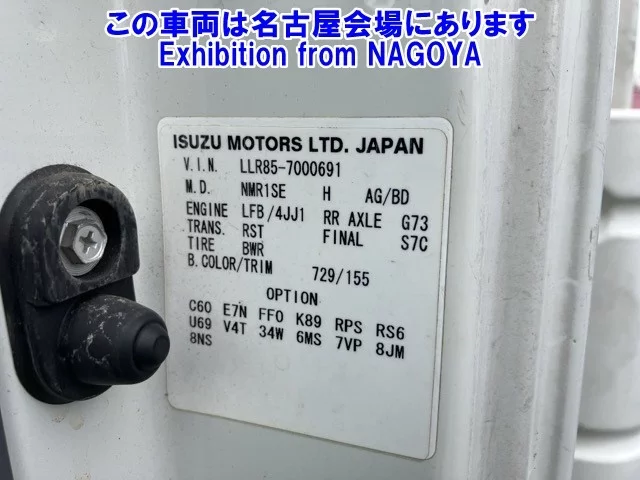 この車両は名古屋会場にあります
Exhibition from NAGOYA
ISUZU MOTORS LTD. JAPAN
V.I.N. LLR85-7000691
M.D. NMR1SE H AG/BD
ENGINE LFB/4JJ1 RR AXLE G73
TRANS. RST FINAL S7C
TIRE BWR
B.COLOR/TRIM 729/155
OPTION
C60 E7N FF0 K89 RPS RS6
U69 V4T 34W 6MS 7VP 8JM
8NS